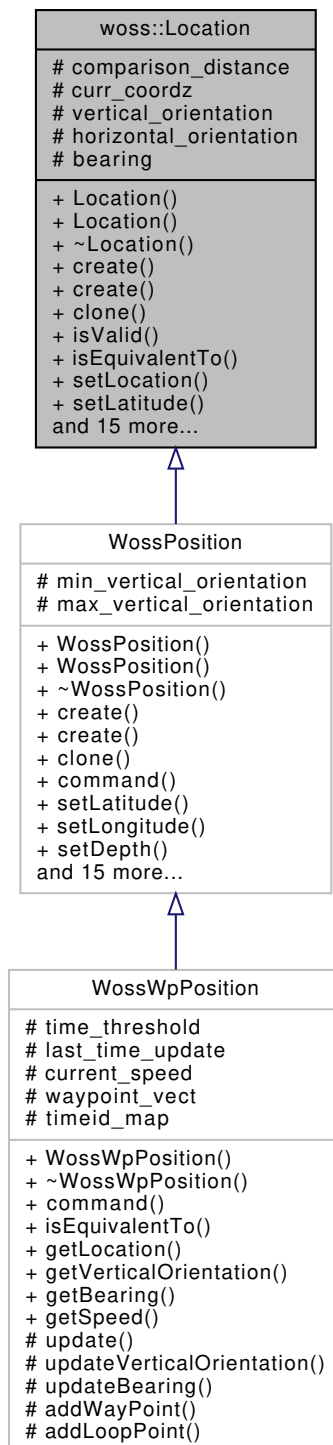 woss::Location
# comparison_distance
# curr_coordz
# vertical_orientation
# horizontal_orientation
# bearing
+ Location()
+ Location()
+ ~Location()
+ create()
+ create()
+ clone()
+ isValid()
+ isEquivalentTo()
+ setLocation()
+ setLatitude()
and 15 more...
WossPosition
# min_vertical_orientation
# max_vertical_orientation
+ WossPosition()
+ WossPosition()
+ ~WossPosition()
+ create()
+ create()
+ clone()
+ command()
+ setLatitude()
+ setLongitude()
+ setDepth()
and 15 more...
WossWpPosition
# time_threshold
# last_time_update
# current_speed
# waypoint_vect
# timeid_map
+ WossWpPosition()
+ ~WossWpPosition()
+ command()
+ isEquivalentTo()
+ getLocation()
+ getVerticalOrientation()
+ getBearing()
+ getSpeed()
# update()
# updateVerticalOrientation()
# updateBearing()
# addWayPoint()
# addLoopPoint()